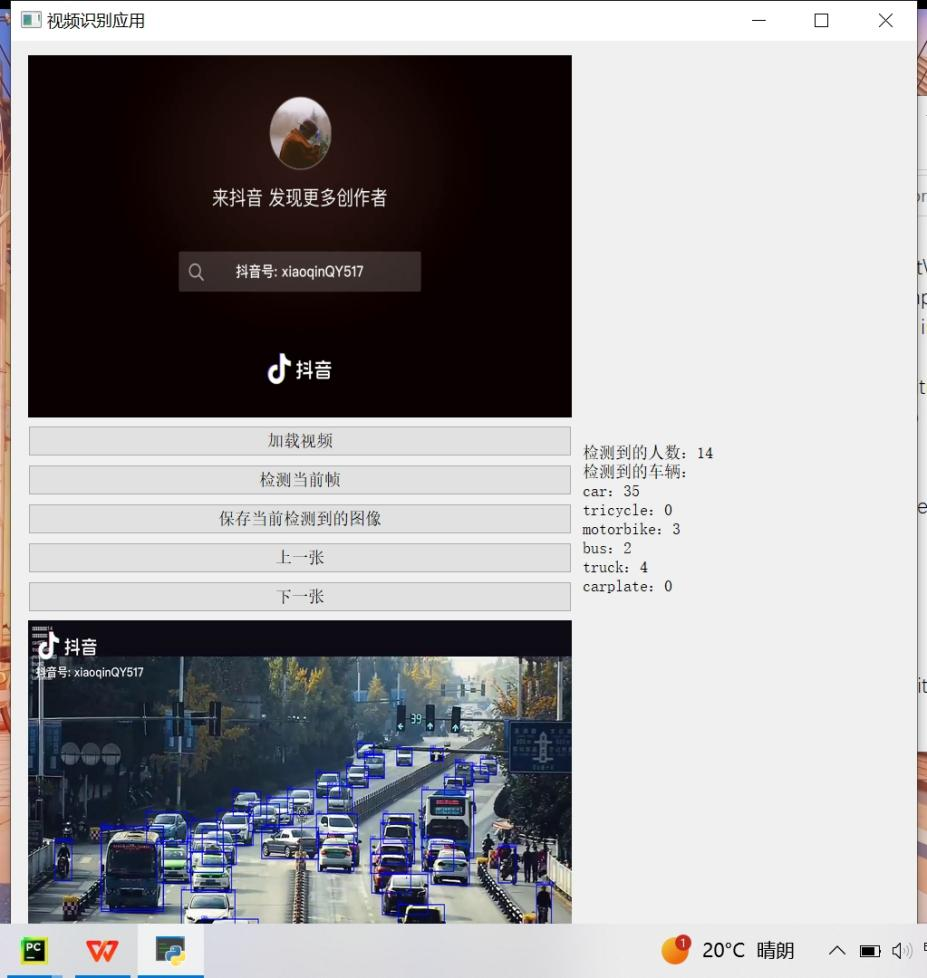 视频识别应用
来抖音 发现更多创作者
抖音号: xiaoqinQY517
抖音
加载视频
检测当前帧
保存当前检测到的图像
上一张
下一张
检测到的人数: 14
检测到的车辆:
car: 35
tricycle: 0
motorbike: 3
bus: 2
truck: 4
carplate: 0
抖音
抖音号: xiaoqinQY517
39
PC
1
20°C 晴朗